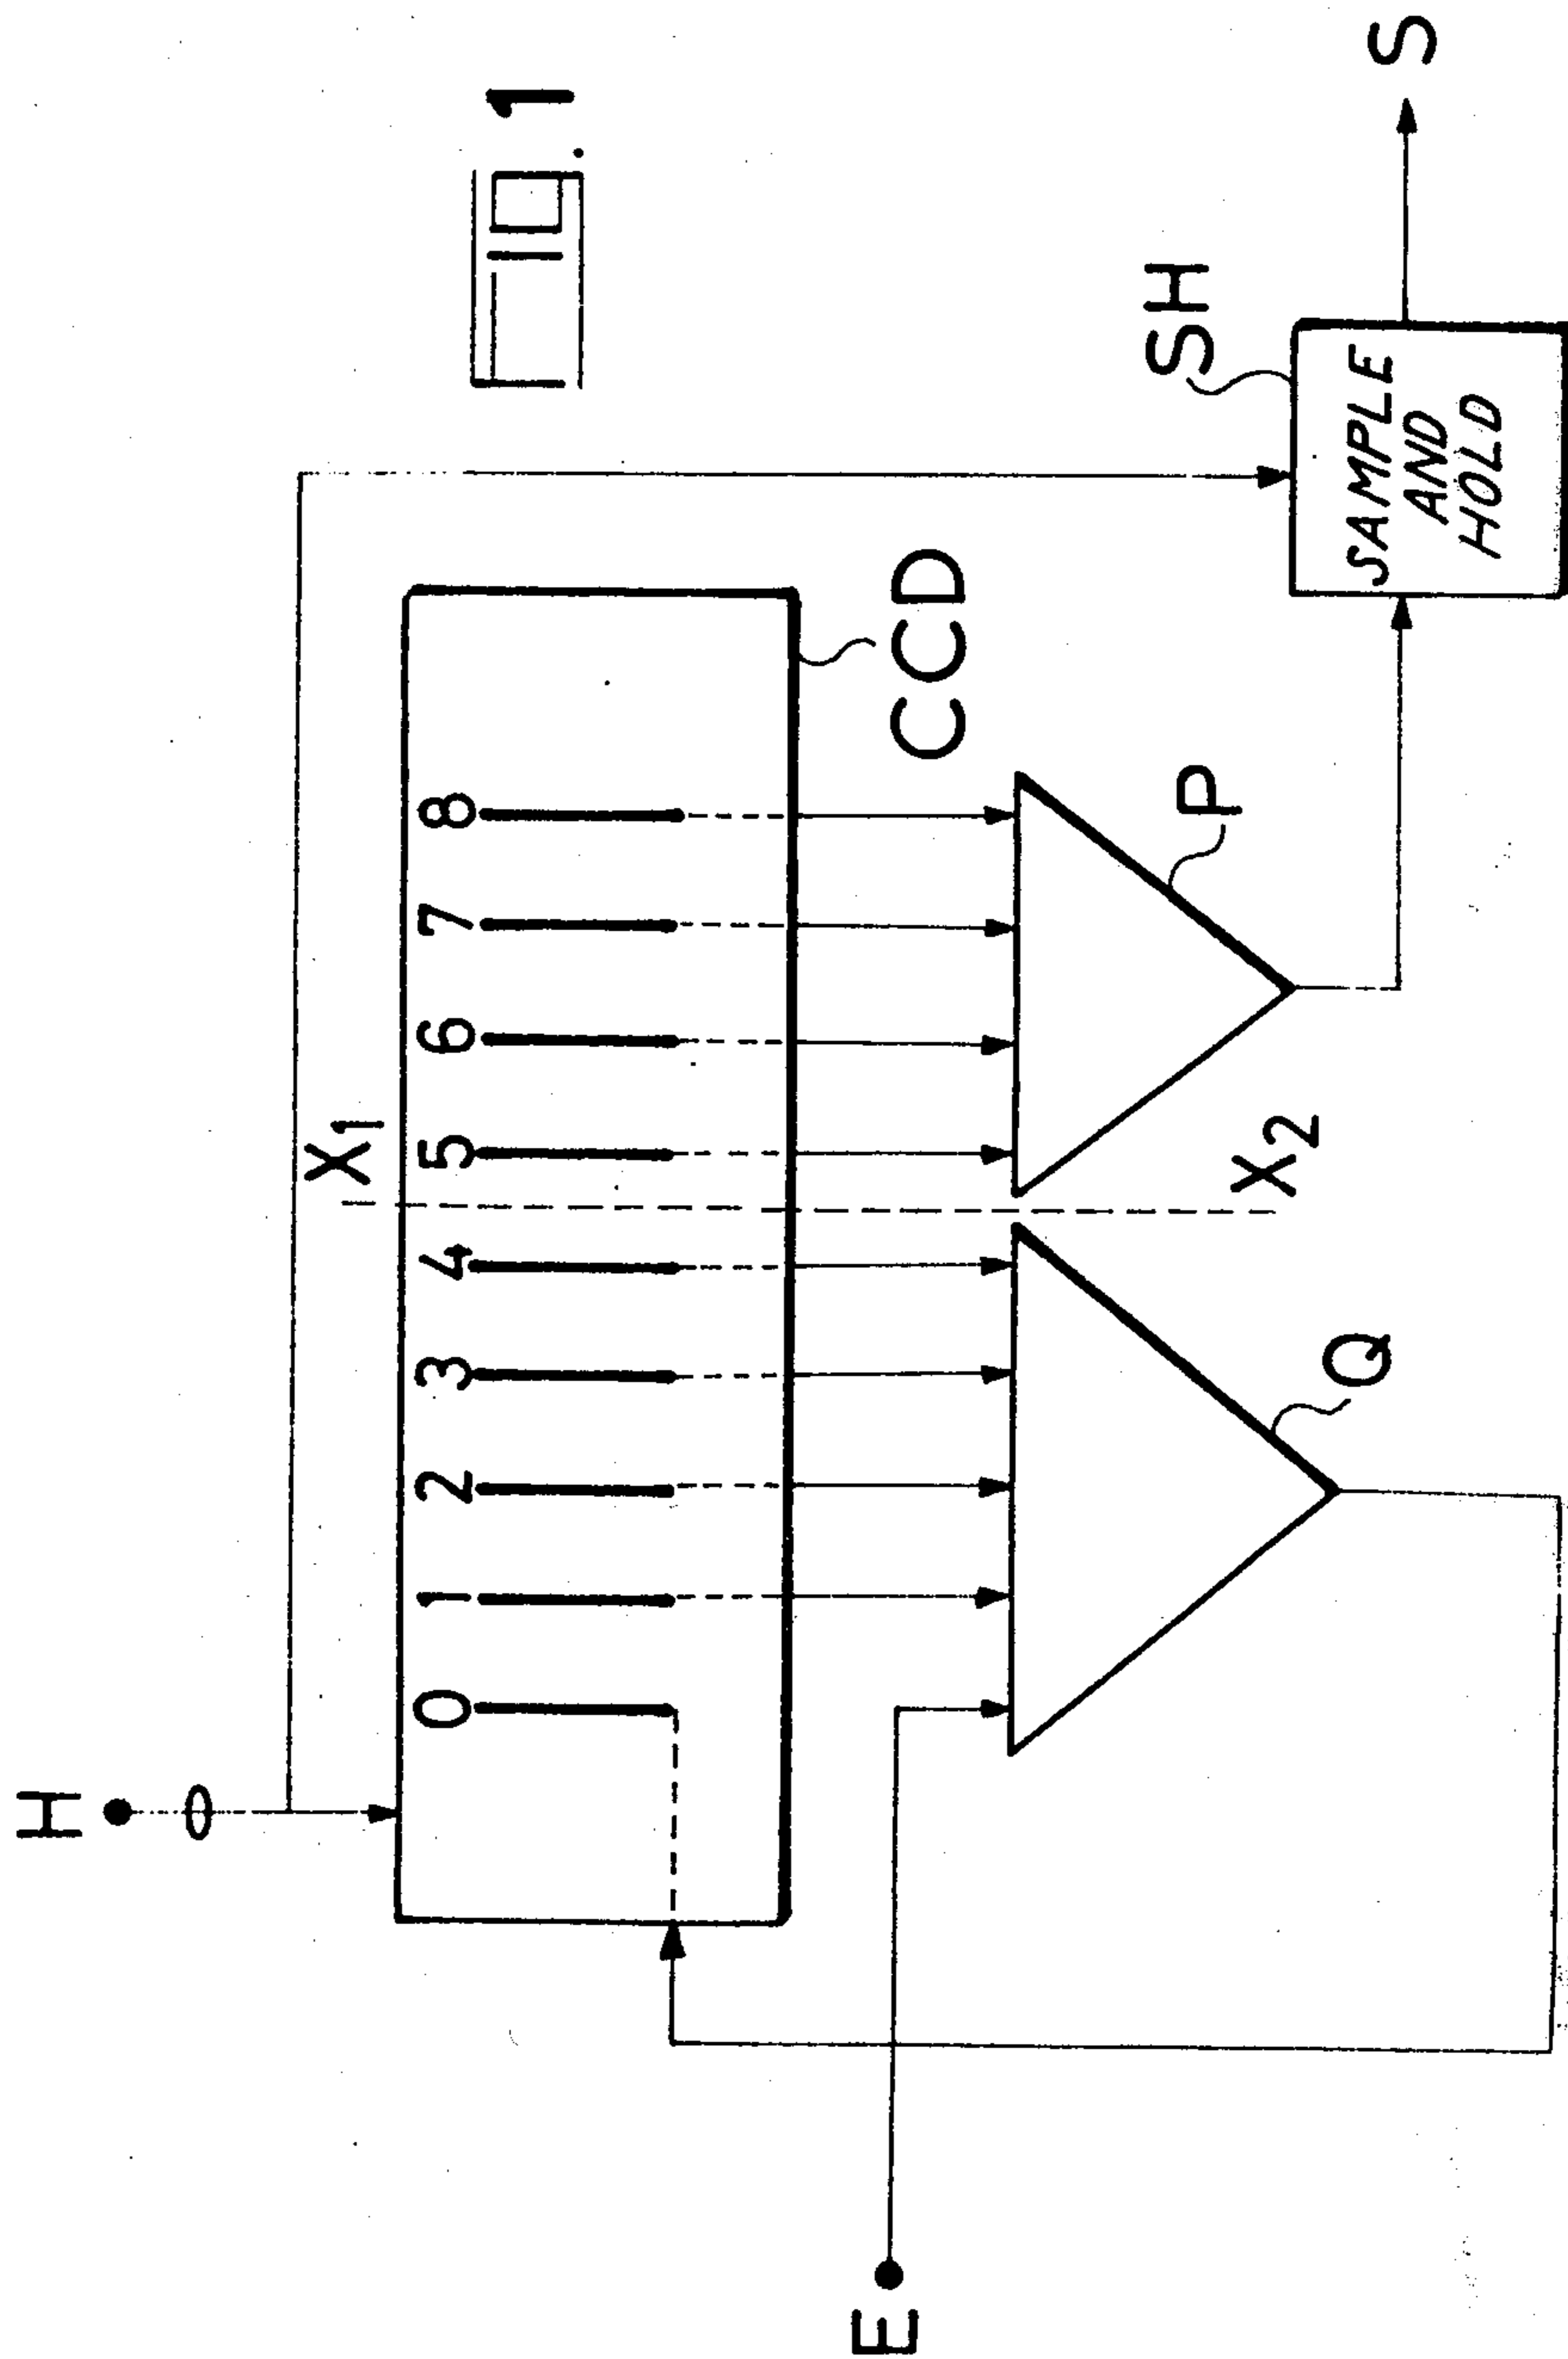 Fig.1
H
X1
0 1 2 3 4 5 6 7 8
CCD
E
Q
X2
P
SH
SAMPLE
AND
HOLD
S